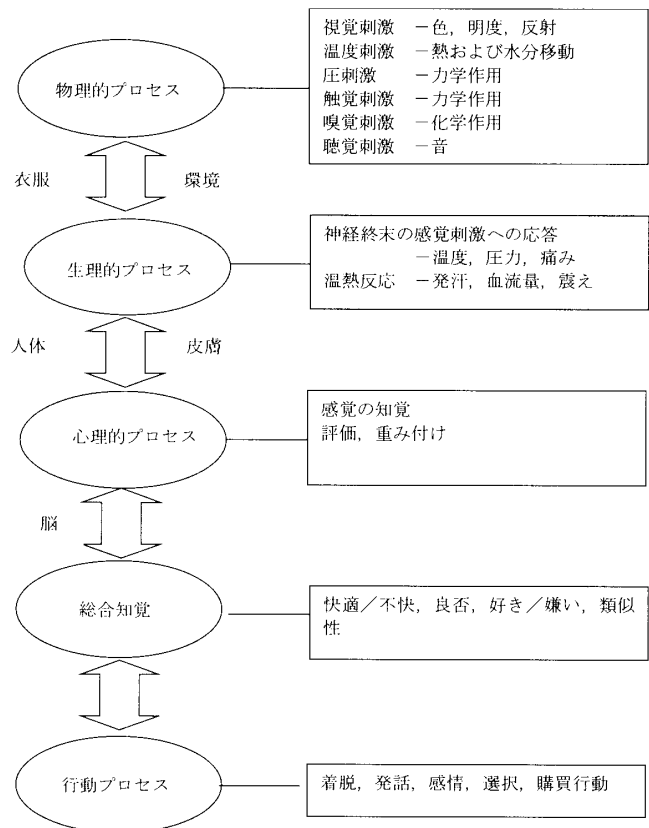 視覚刺激 －色，明度，反射
温度刺激 －熱および水分移動
圧刺激 －力学作用
触覚刺激 －力学作用
嗅覚刺激 －化学作用
聴覚刺激 －音
物理的プロセス
衣服
環境
神経終末の感覚刺激への応答
－温度，圧力，痛み
温熱反応 －発汗，血流量，震え
生理的プロセス
人体
皮膚
感覚の知覚
評価，重み付け
心理的プロセス
脳
総合知覚
快適／不快，良否，好き／嫌い，類似
性
行動プロセス
着脱，発話，感情，選択，購買行動